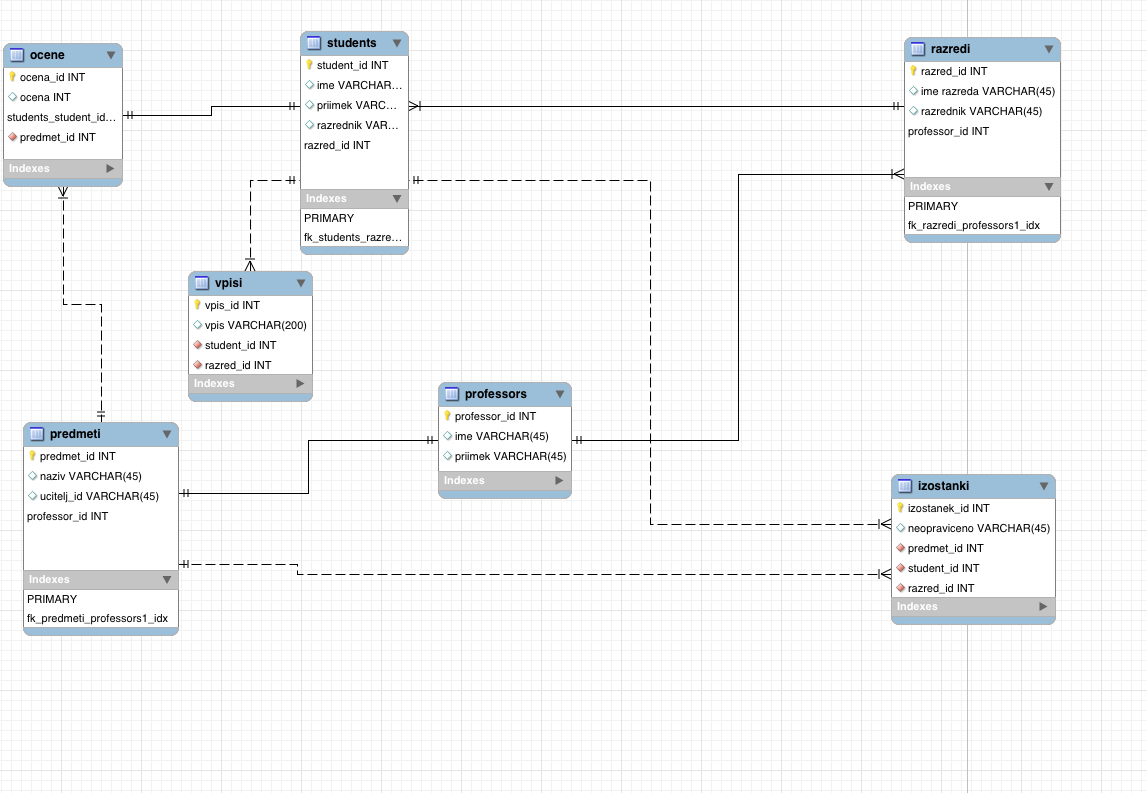 ocene
ocena_id INT
ocena INT
students_student_id...
predmet_id INT
Indexes
students
student_id INT
ime VARCHAR...
priimek VARC...
razrednik VAR...
razred_id INT
Indexes
PRIMARY
fk_students_razre...
razredi
razred_id INT
ime razreda VARCHAR(45)
razrednik VARCHAR(45)
professor_id INT
Indexes
PRIMARY
fk_razredi_professors1_idx
vpisi
vpis_id INT
vpis VARCHAR(200)
student_id INT
razred_id INT
Indexes
professors
professor_id INT
ime VARCHAR(45)
priimek VARCHAR(45)
Indexes
predmeti
predmet_id INT
naziv VARCHAR(45)
ucitelj_id VARCHAR(45)
professor_id INT
Indexes
PRIMARY
fk_predmeti_professors1_idx
izostanki
izostanek_id INT
neopraviceno VARCHAR(45)
predmet_id INT
student_id INT
razred_id INT
Indexes